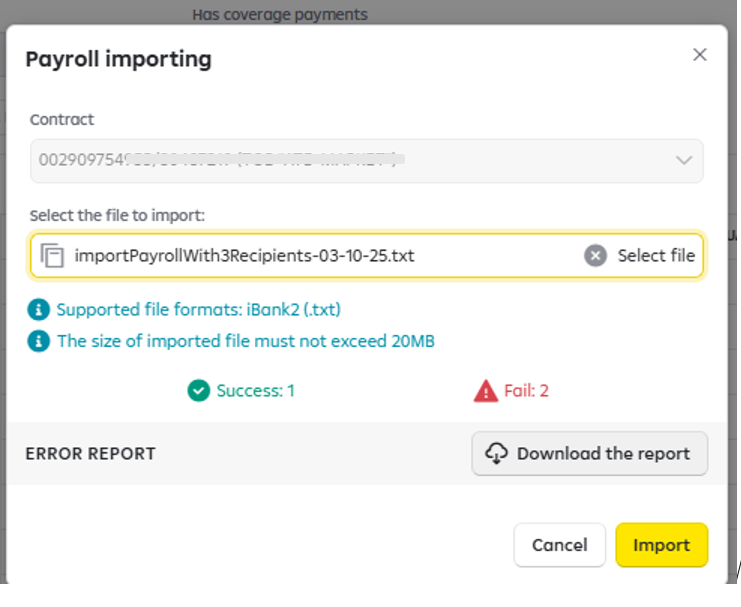 Has coverage payments
Payroll importing
Contract
Select the file to import:
importPayrollWith3Recipients-03-10-25.txt
Select file
Supported file formats: iBank2 (.txt)
The size of imported file must not exceed 20MB
Success: 1
Fail: 2
ERROR REPORT
Download the report
Cancel
Import